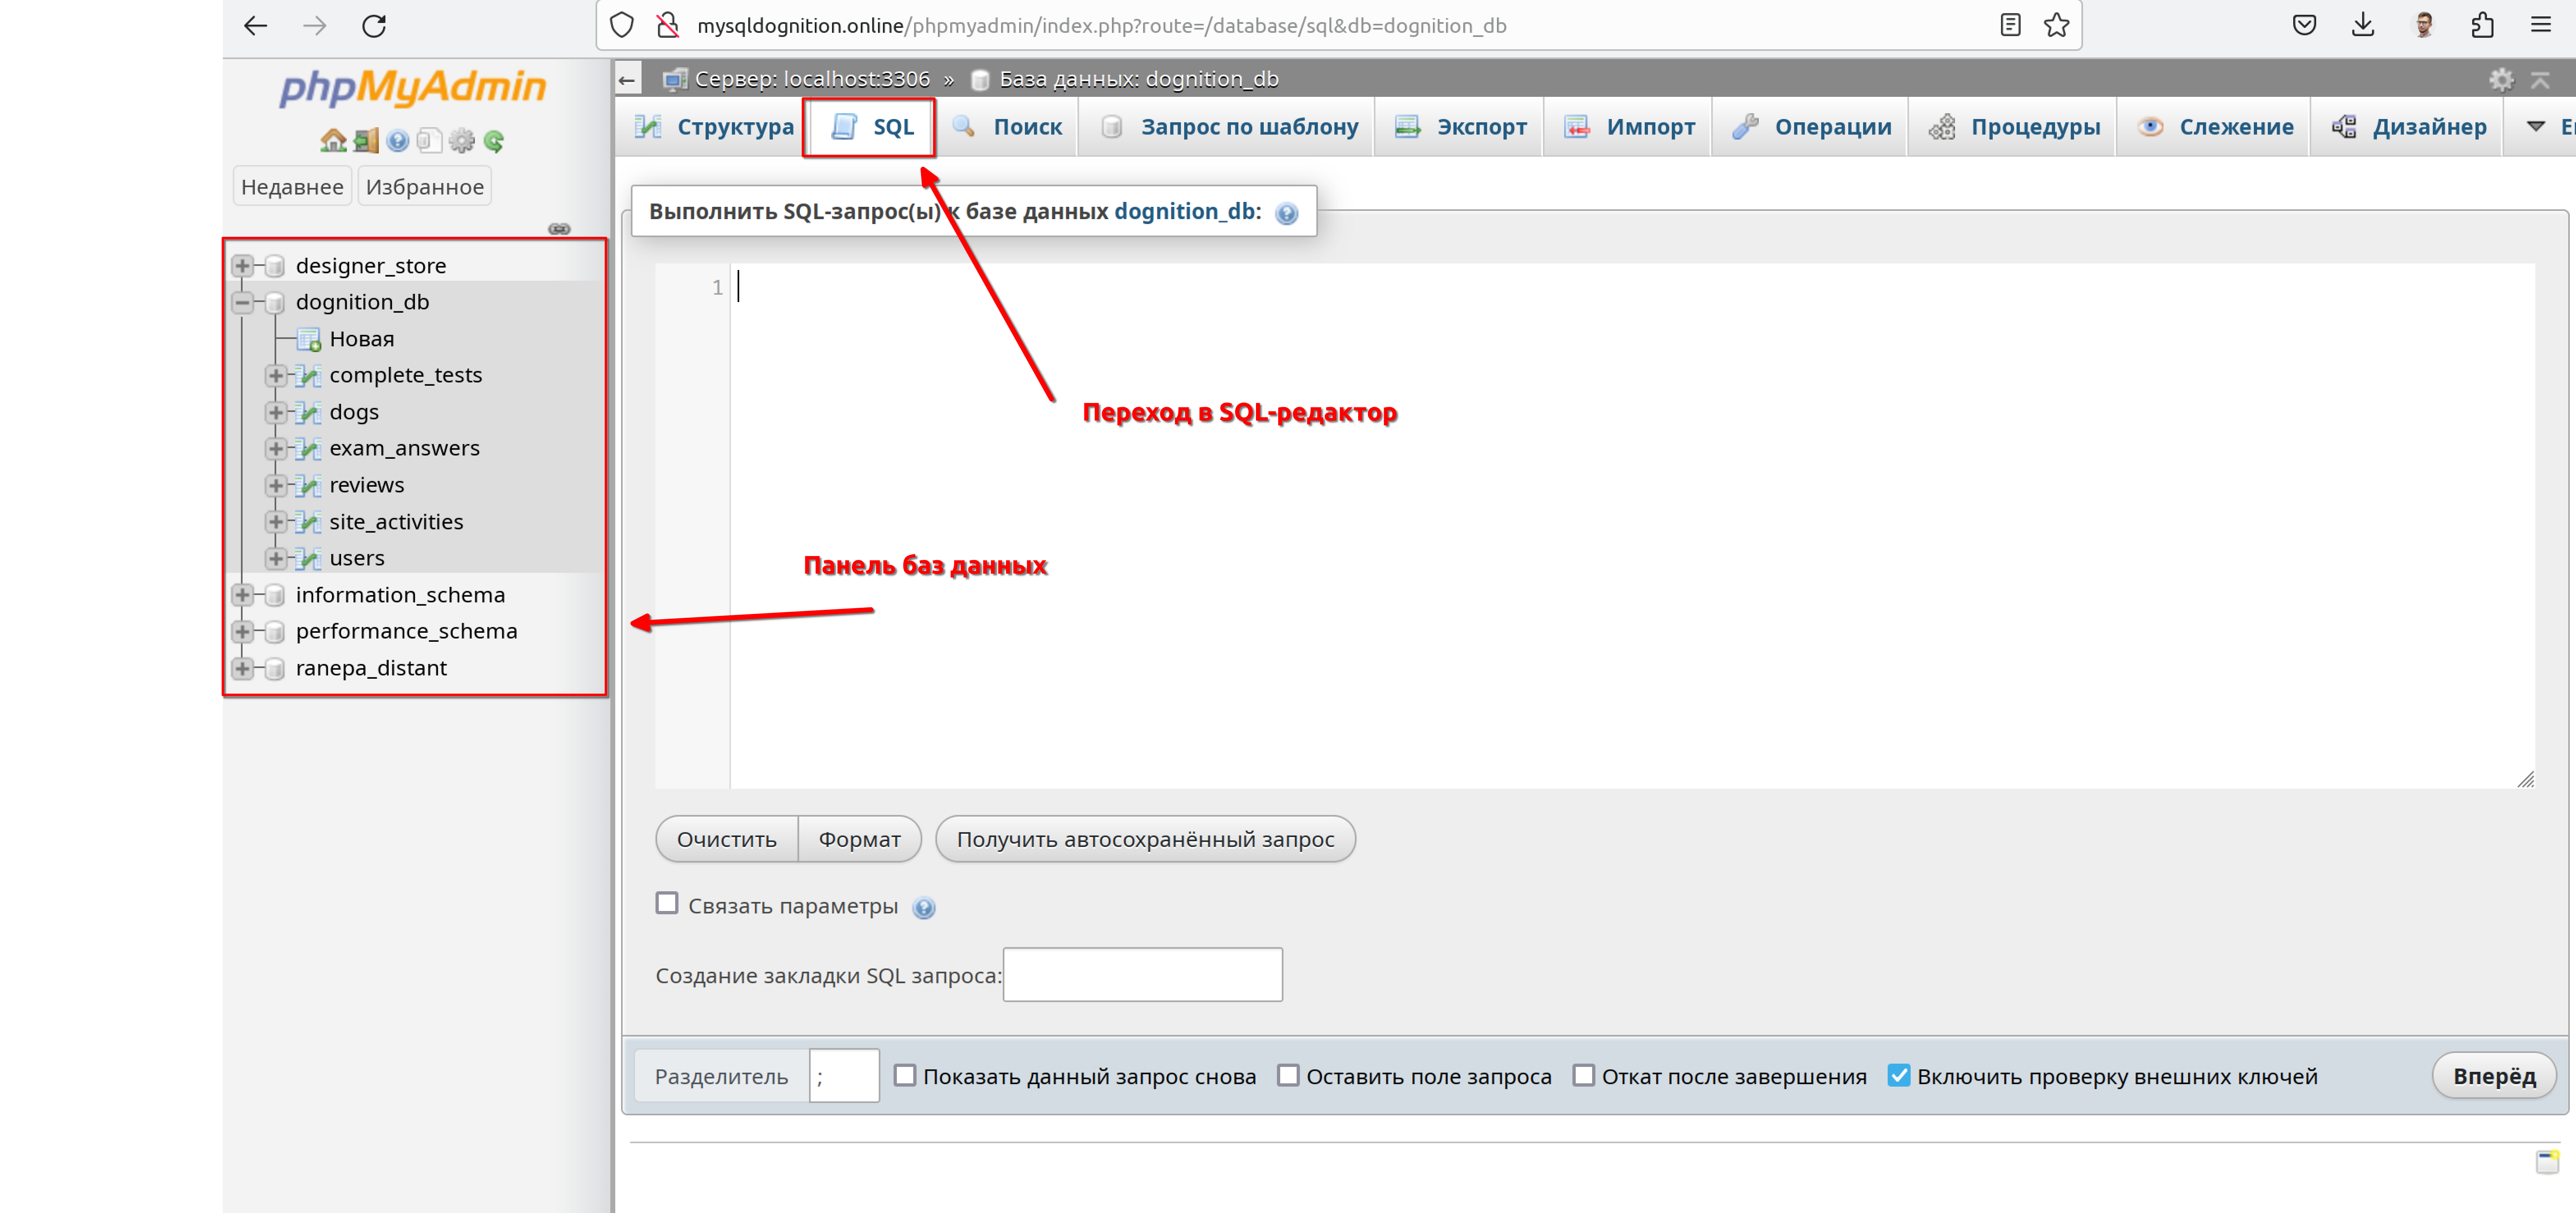 mysqldognition.online/phpmyadmin/index.php?route=/database/sql&db=dognition_db
phpMyAdmin
Недавнее Избранное
designer_store
dognition_db
Новая
complete_tests
dogs
exam_answers
reviews
site_activities
users
information_schema
performance_schema
ranepa_distant
Сервер: localhost:3306 » База данных: dognition_db
Структура SQL Поиск Запрос по шаблону Экспорт Импорт Операции Процедуры Слежение Дизайнер
Выполнить SQL-запрос(ы) к базе данных dognition_db:
1
Переход в SQL-редактор
Панель баз данных
Очистить Формат Получить автосохранённый запрос
Связать параметры
Создание закладки SQL запроса:
Разделитель ; Показать данный запрос снова Оставить поле запроса Откат после завершения Включить проверку внешних ключей Вперёд